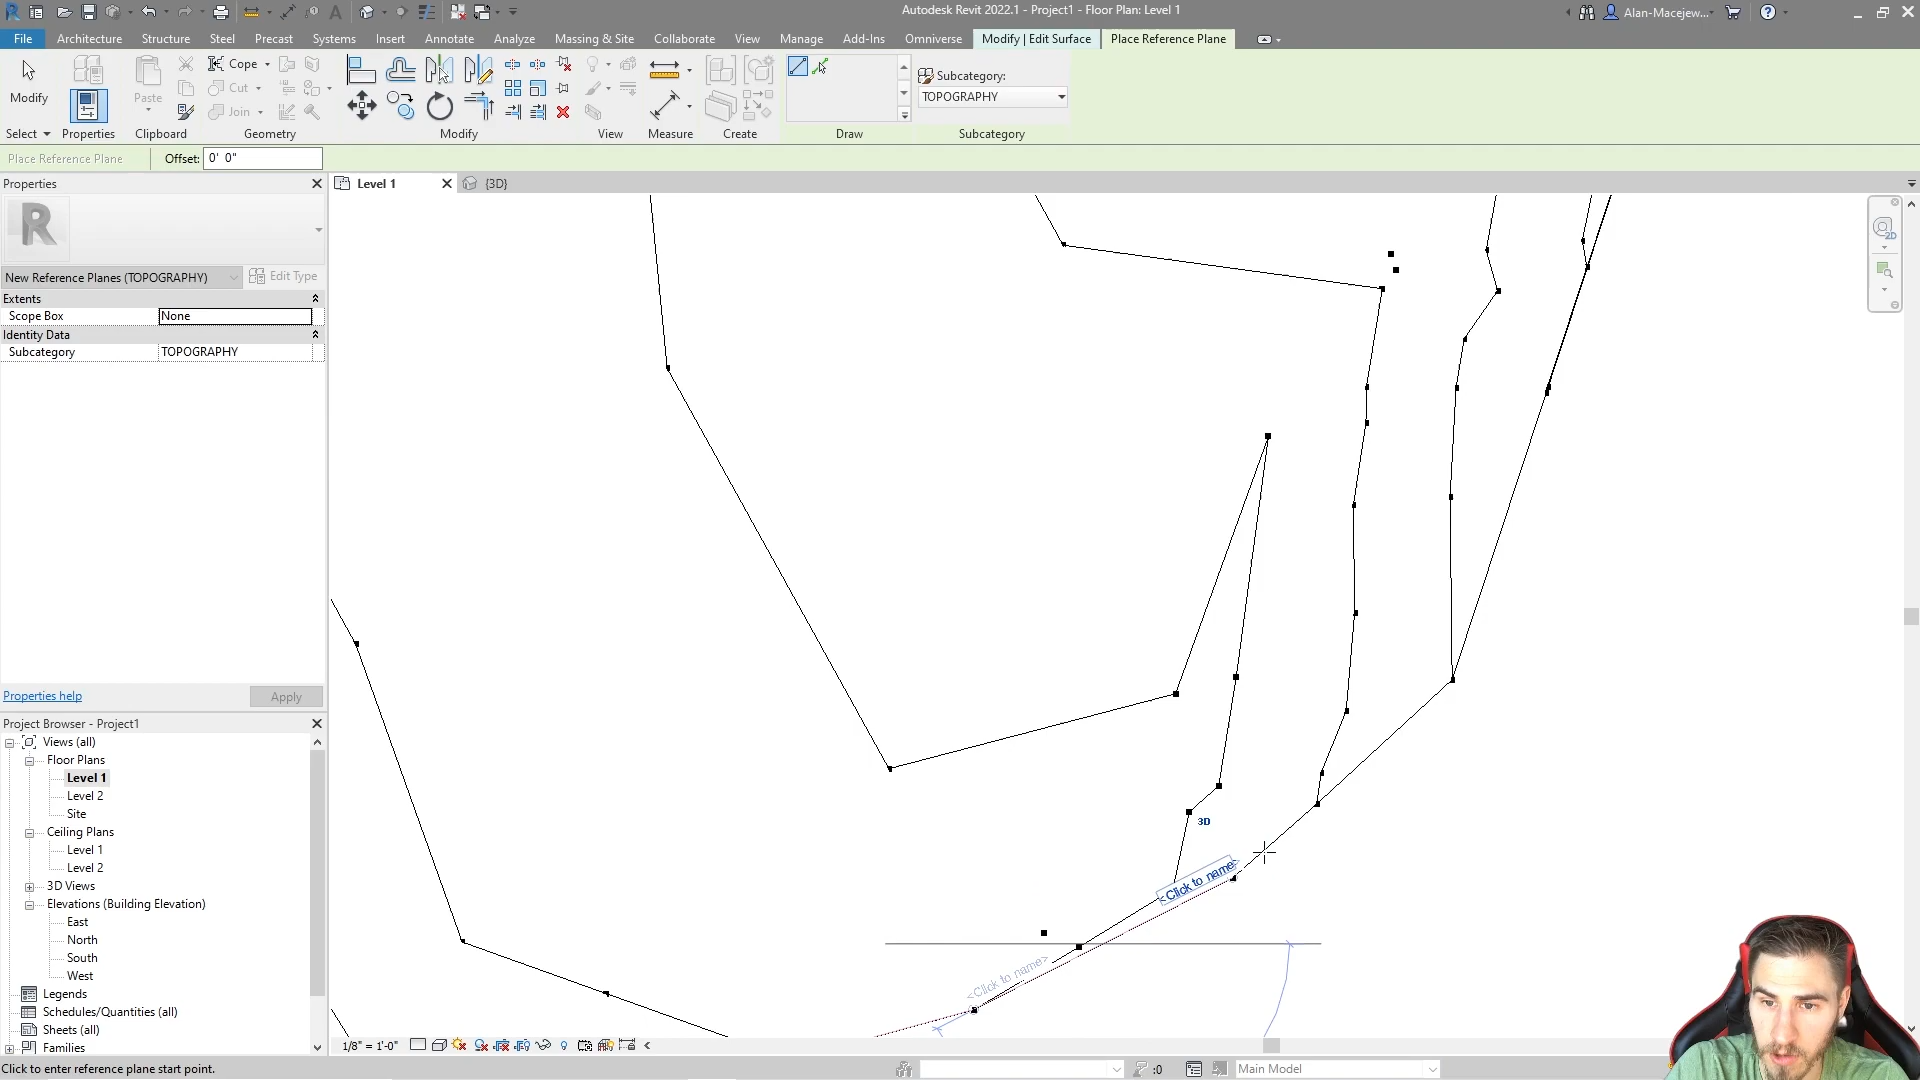 Autodesk Revit 2022.1 - Project1 - Floor Plan: Level 1
Alan-Macejew...
File
Architecture
Structure
Steel
Precast
Systems
Insert
Annotate
Analyze
Massing & Site
Collaborate
View
Manage
Add-Ins
Omniverse
Modify | Edit Surface
Place Reference Plane
Modify
Paste
Cope
Cut
Join
Subcategory:
TOPOGRAPHY
Select
Properties
Clipboard
Geometry
Modify
View
Measure
Create
Draw
Subcategory
Place Reference Plane
Offset:
0' 0"
Properties
Level 1
{3D}
R
2D
New Reference Planes (TOPOGRAPHY)
Edit Type
Extents
Scope Box
None
Identity Data
Subcategory
TOPOGRAPHY
Properties help
Apply
Project Browser - Project1
Views (all)
Floor Plans
Level 1
Level 2
Site
Ceiling Plans
Level 1
Level 2
3D Views
Elevations (Building Elevation)
East
North
South
West
Legends
Schedules/Quantities (all)
Sheets (all)
Families
3D
<Click to name>
<Click to name>
1/8" = 1'-0"
Click to enter reference plane start point.
:0
Main Model